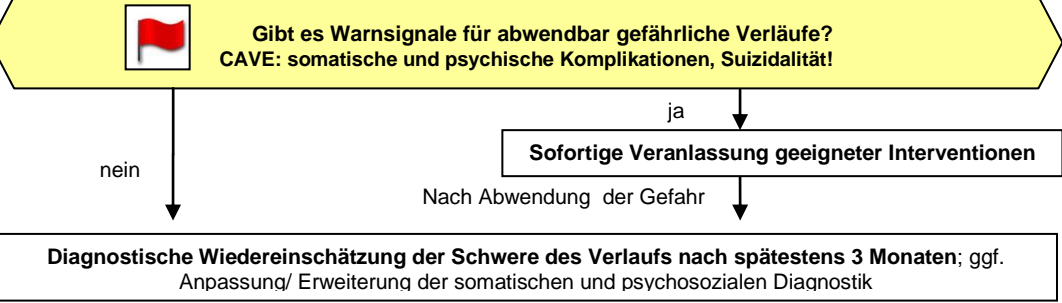 Gibt es Warnsignale für abwendbar gefährliche Verläufe?
CAVE: somatische und psychische Komplikationen, Suizidalität!
ja
nein
Sofortige Veranlassung geeigneter Interventionen
Nach Abwendung der Gefahr
Diagnostische Wiedereinschätzung der Schwere des Verlaufs nach spätestens 3 Monaten; ggf.
Anpassung/ Erweiterung der somatischen und psychosozialen Diagnostik